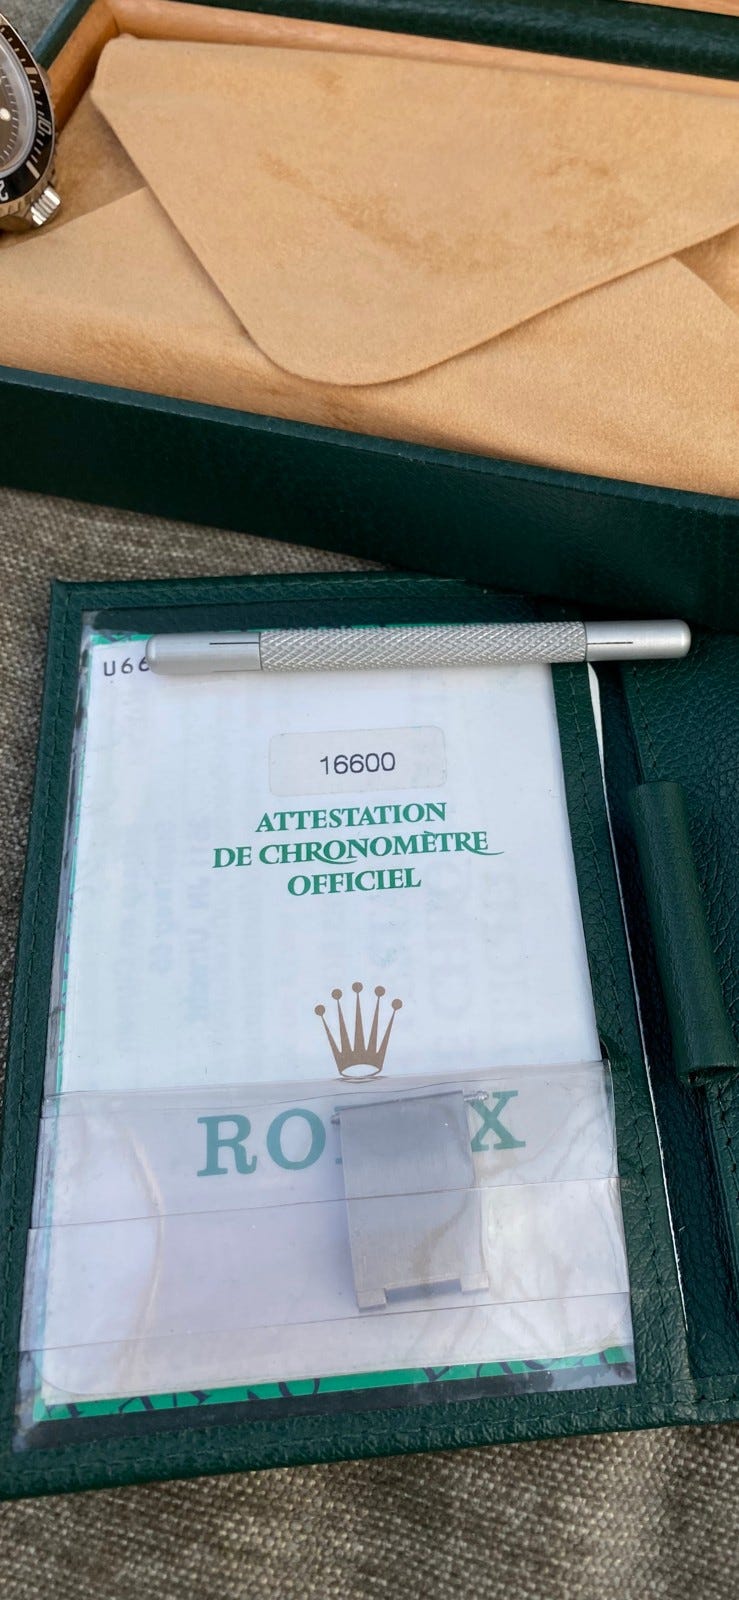 U66
16600
ATTESTATION
DE CHRONOMÈTRE
OFFICIEL